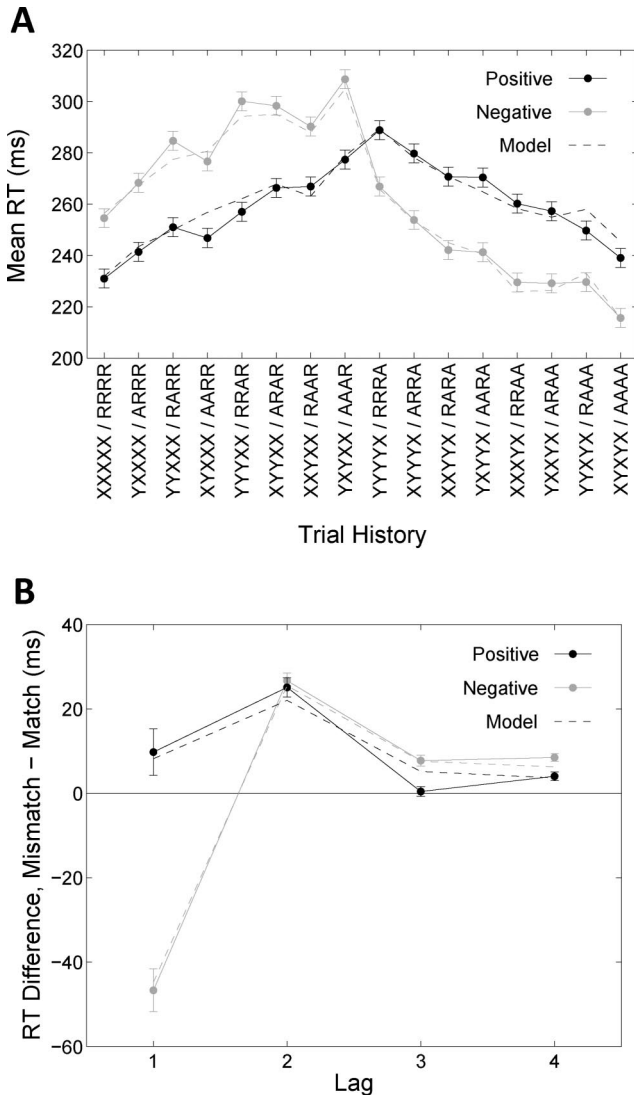 A
320
300
280
260
240
220
200
Mean RT (ms)
Positive
Negative
Model
XXXXX / RRRR
YXXXX / ARRR
YYXXX / RARR
XYXXX / AARR
YYYXX / RRAR
XYYXX / ARAR
XXYXX / RAAR
YXYXX / AAAR
YYYYX / RRRA
XYYYX / ARRA
XXYYX / RARA
YXYYX / AARA
XXXYX / RRAA
YXXYX / ARAA
YYXYX / RAAA
XYXYX / AAAA
Trial History
B
40
20
0
−20
−40
−60
RT Difference, Mismatch − Match (ms)
Positive
Negative
Model
1 2 3 4
Lag